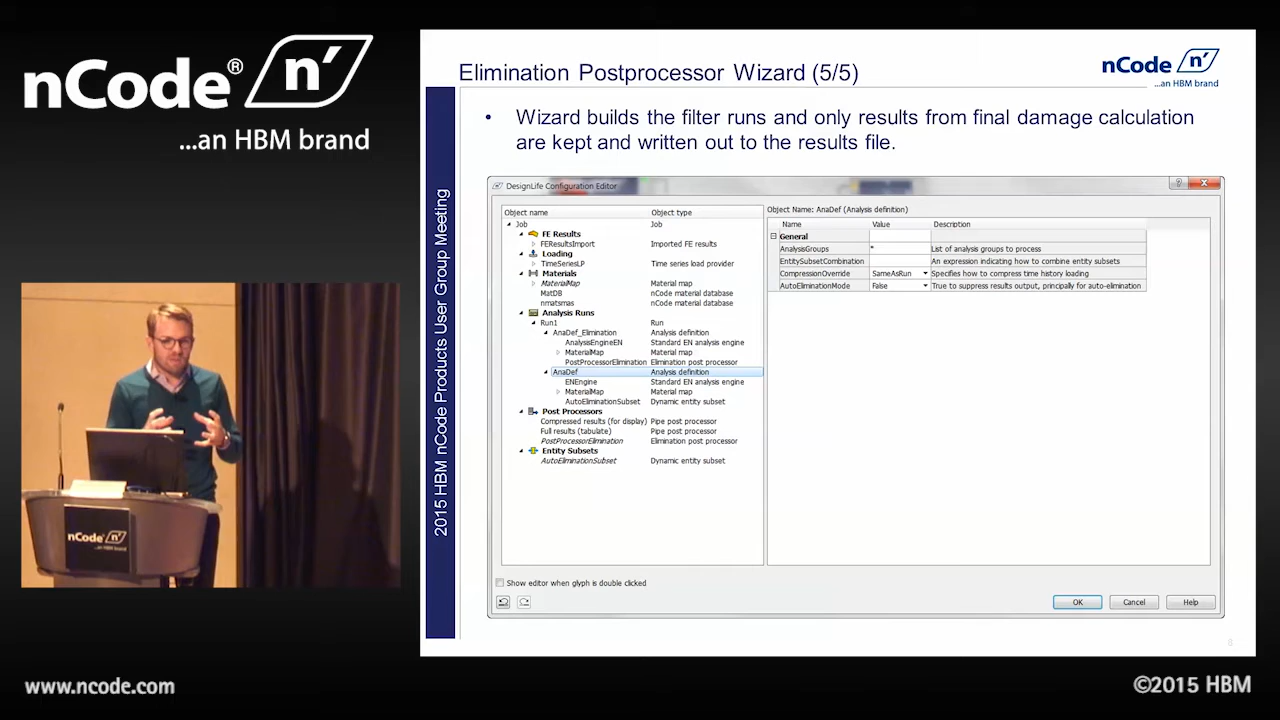 nCode® n'
...an HBM brand
Elimination Postprocessor Wizard (5/5)
nCode n'
...an HBM brand
• Wizard builds the filter runs and only results from final damage calculation
are kept and written out to the results file.
2015 HBM nCode Products User Group Meeting
DesignLife Configuration Editor
Object name Object type
Job Job
FE Results
FEResultsImport Imported FE results
Loading
TimeSeriesLP Time series load provider
Materials
MaterialMap Material map
MatDB nCode material database
nmatsmas nCode material database
Analysis Runs
Run1 Run
AnaDef_Elimination Analysis definition
AnalysisEngineEN Standard EN analysis engine
MaterialMap Material map
PostProcessorElimination Elimination post processor
AnaDef Analysis definition
ENEngine Standard EN analysis engine
MaterialMap Material map
AutoEliminationSubset Dynamic entity subset
Post Processors
Compressed results (for display) Pipe post processor
Full results (tabulate) Pipe post processor
PostProcessorElimination Elimination post processor
Entity Subsets
AutoEliminationSubset Dynamic entity subset
Object Name: AnaDef (Analysis definition)
Name Value Description
General
AnalysisGroups * List of analysis groups to process
EntitySubsetCombination An expression indicating how to combine entity subsets
CompressionOverride SameAsRun Specifies how to compress time history loading
AutoEliminationMode False True to suppress results output, principally for auto-elimination
Show editor when glyph is double clicked
OK Cancel Help
8
nCode n'
...an HBM brand
www.ncode.com
©2015 HBM